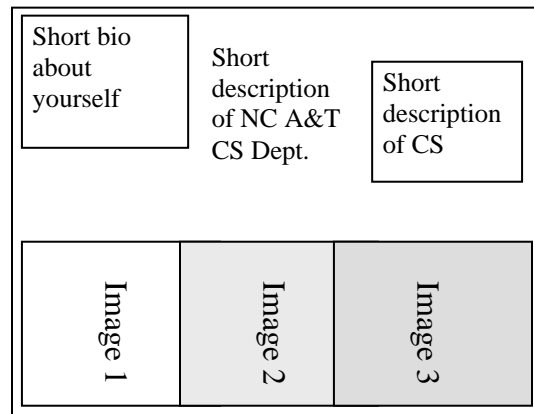 Short bio
about
yourself
Short
description
of NC A&T
CS Dept.
Short
description
of CS
Image 1
Image 2
Image 3